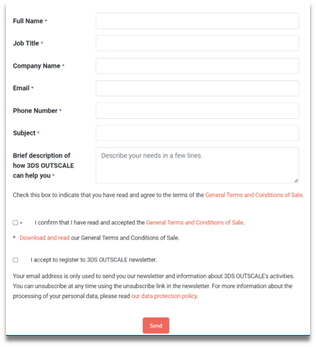 Full Name *
Job Title *
Company Name *
Email *
Phone Number *
Subject *
Brief description of
how 3DS OUTSCALE
can help you *
Describe your needs in a few lines.
Check this box to indicate that you have read and agree to the terms of the General Terms and Conditions of Sale.
* I confirm that I have read and accepted the General Terms and Conditions of Sale.
* Download and read our General Terms and Conditions of Sale.
I accept to register to 3DS OUTSCALE newsletter.
Your email address is only used to send you our newsletter and information about 3DS OUTSCALE's activities.
You can unsubscribe at any time using the unsubscribe link in the newsletter. For more information about the
processing of your personal data, please read our data protection policy.
Send